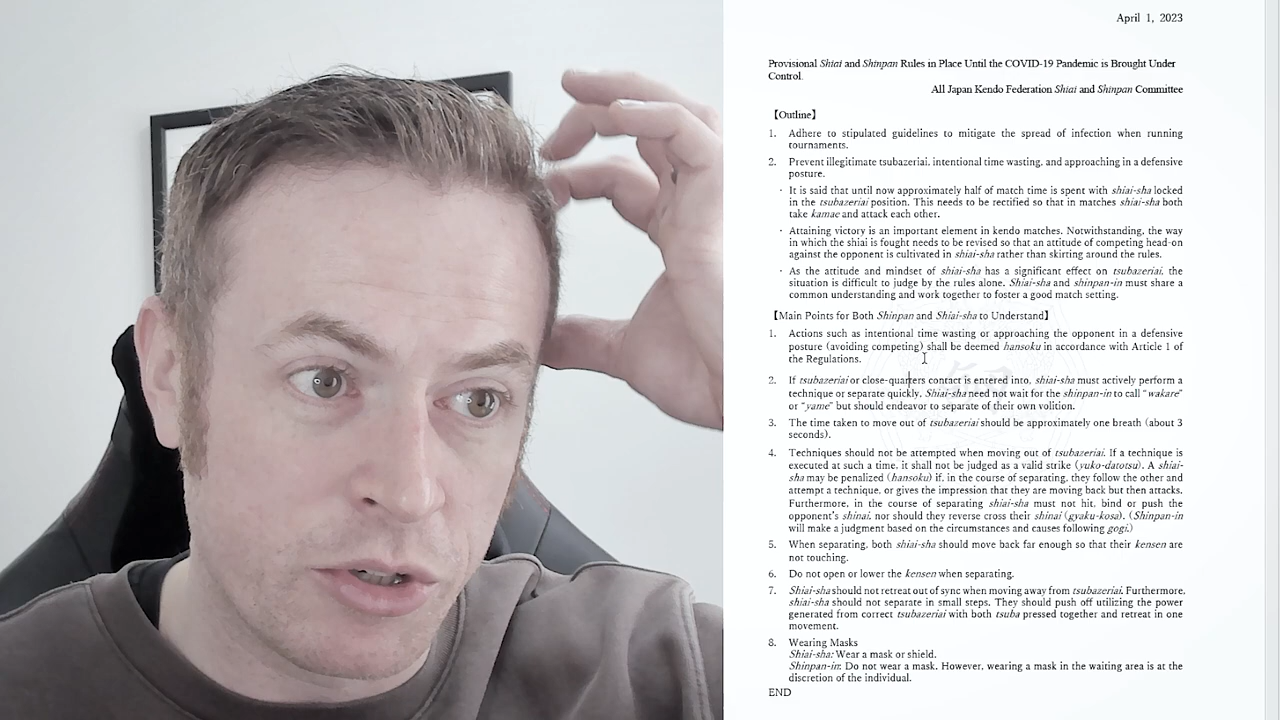 April 1, 2023
Provisional Shiai and Shinpan Rules in Place Until the COVID-19 Pandemic is Brought Under
Control.
All Japan Kendo Federation Shiai and Shinpan Committee
【Outline】
1. Adhere to stipulated guidelines to mitigate the spread of infection when running
tournaments.
2. Prevent illegitimate tsubazeriai, intentional time wasting, and approaching in a defensive
posture.
· It is said that until now approximately half of match time is spent with shiai-sha locked
in the tsubazeriai position. This needs to be rectified so that in matches shiai-sha both
take kamae and attack each other.
· Attaining victory is an important element in kendo matches. Notwithstanding, the way
in which the shiai is fought needs to be revised so that an attitude of competing head-on
against the opponent is cultivated in shiai-sha rather than skirting around the rules.
· As the attitude and mindset of shiai-sha has a significant effect on tsubazeriai, the
situation is difficult to judge by the rules alone. Shiai-sha and shinpan-in must share a
common understanding and work together to foster a good match setting.
【Main Points for Both Shinpan and Shiai-sha to Understand】
1. Actions such as intentional time wasting or approaching the opponent in a defensive
posture (avoiding competing) shall be deemed hansoku in accordance with Article 1 of
the Regulations.
2. If tsubazeriai or close-quarters contact is entered into, shiai-sha must actively perform a
technique or separate quickly. Shiai-sha need not wait for the shinpan-in to call "wakare"
or "yame" but should endeavor to separate of their own volition.
3. The time taken to move out of tsubazeriai should be approximately one breath (about 3
seconds).
4. Techniques should not be attempted when moving out of tsubazeriai. If a technique is
executed at such a time, it shall not be judged as a valid strike (yuko-datotsu). A shiai-
sha may be penalized (hansoku) if, in the course of separating, they follow the other and
attempt a technique, or gives the impression that they are moving back but then attacks.
Furthermore, in the course of separating shiai-sha must not hit, bind or push the
opponent's shinai, nor should they reverse cross their shinai (gyaku-kosa). (Shinpan-in
will make a judgment based on the circumstances and causes following gogi.)
5. When separating, both shiai-sha should move back far enough so that their kensen are
not touching.
6. Do not open or lower the kensen when separating.
7. Shiai-sha should not retreat out of sync when moving away from tsubazeriai. Furthermore,
shiai-sha should not separate in small steps. They should push off utilizing the power
generated from correct tsubazeriai with both tsuba pressed together and retreat in one
movement.
8. Wearing Masks
Shiai-sha: Wear a mask or shield.
Shinpan-in: Do not wear a mask. However, wearing a mask in the waiting area is at the
discretion of the individual.
END